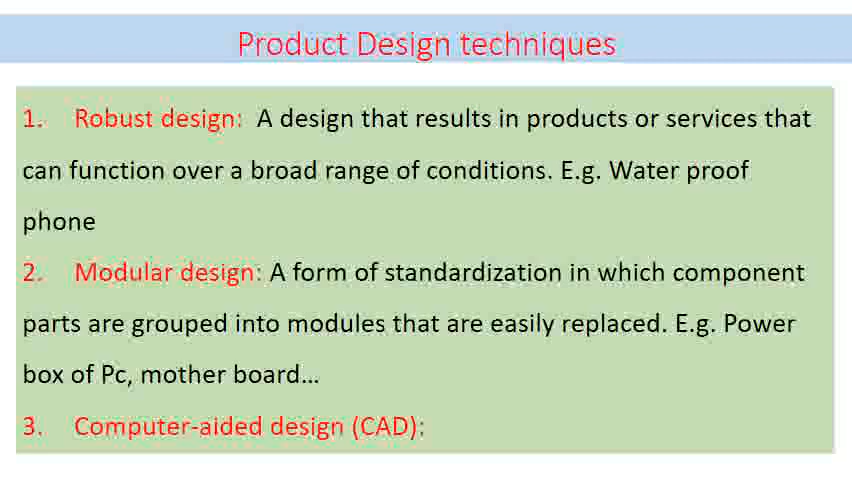 Product Design techniques
1. Robust design: A design that results in products or services that
can function over a broad range of conditions. E.g. Water proof
phone
2. Modular design: A form of standardization in which component
parts are grouped into modules that are easily replaced. E.g. Power
box of Pc, mother board...
3. Computer-aided design (CAD):